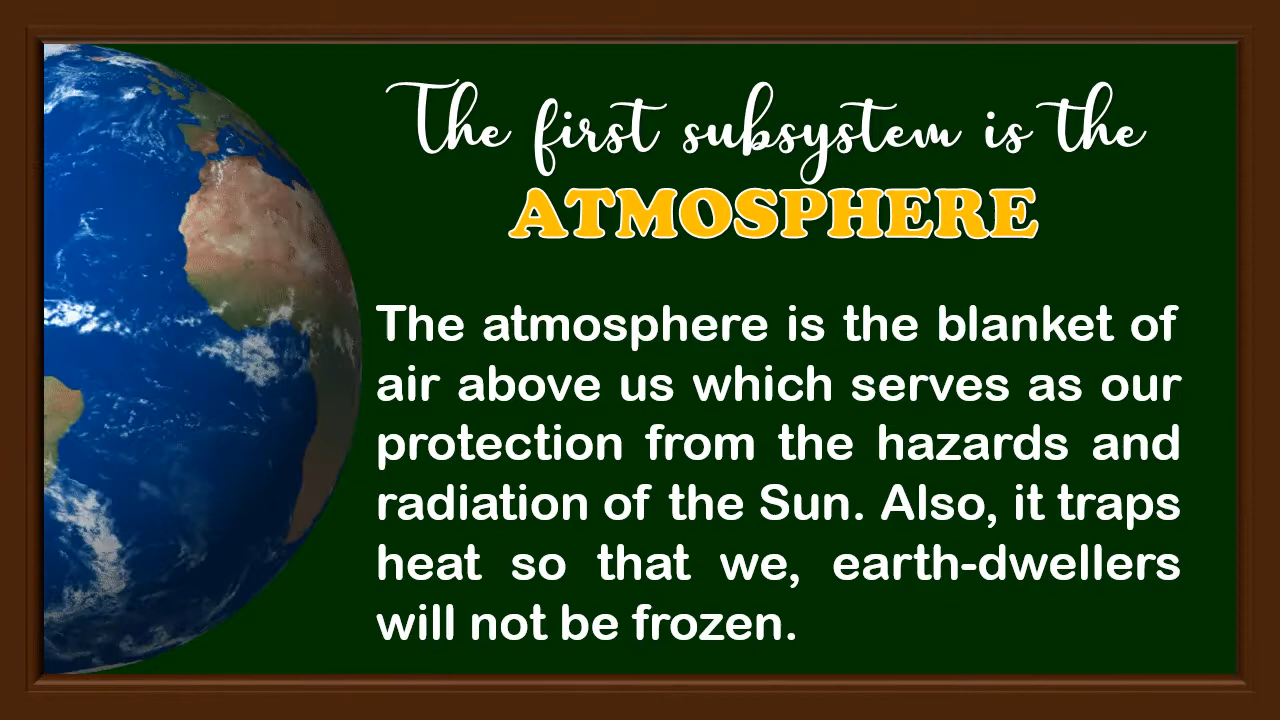 The first subsystem is the
ATMOSPHERE
The atmosphere is the blanket of
air above us which serves as our
protection from the hazards and
radiation of the Sun. Also, it traps
heat so that we, earth-dwellers
will not be frozen.